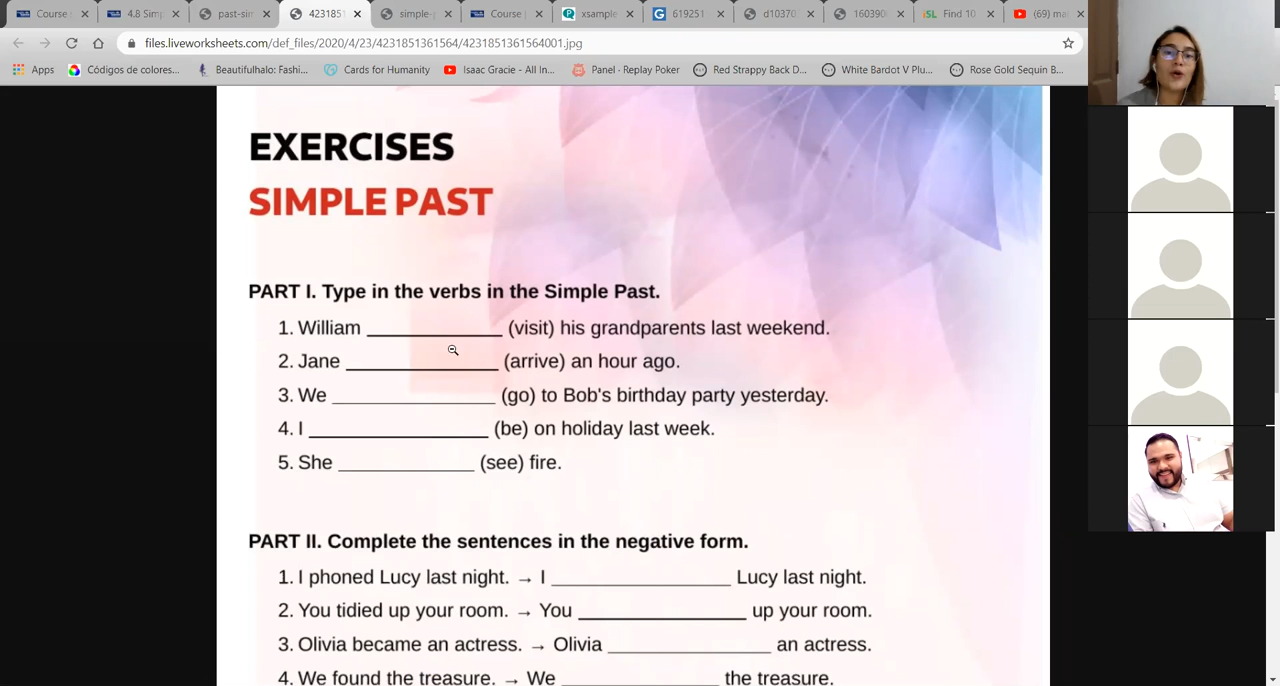 Course
4.8 Simp
past-sim
4231851
simple-p
Course
xsample
619251
d10370
160390
iSL Find 10
(69) ma
files.liveworksheets.com/def_files/2020/4/23/4231851361564/4231851361564001.jpg
Apps Códigos de colores... Beautifulhalo: Fashi... Cards for Humanity Isaac Gracie - All In... Panel · Replay Poker Red Strappy Back D... White Bardot V Plu... Rose Gold Sequin B...
EXERCISES
SIMPLE PAST
PART I. Type in the verbs in the Simple Past.
1. William ____________ (visit) his grandparents last weekend.
2. Jane ______________ (arrive) an hour ago.
3. We _______________ (go) to Bob's birthday party yesterday.
4. I ________________ (be) on holiday last week.
5. She ____________ (see) fire.
PART II. Complete the sentences in the negative form.
1. I phoned Lucy last night. → I ________________ Lucy last night.
2. You tidied up your room. → You _______________ up your room.
3. Olivia became an actress. → Olivia _______________ an actress.
4. We found the treasure. → We ______________ the treasure.